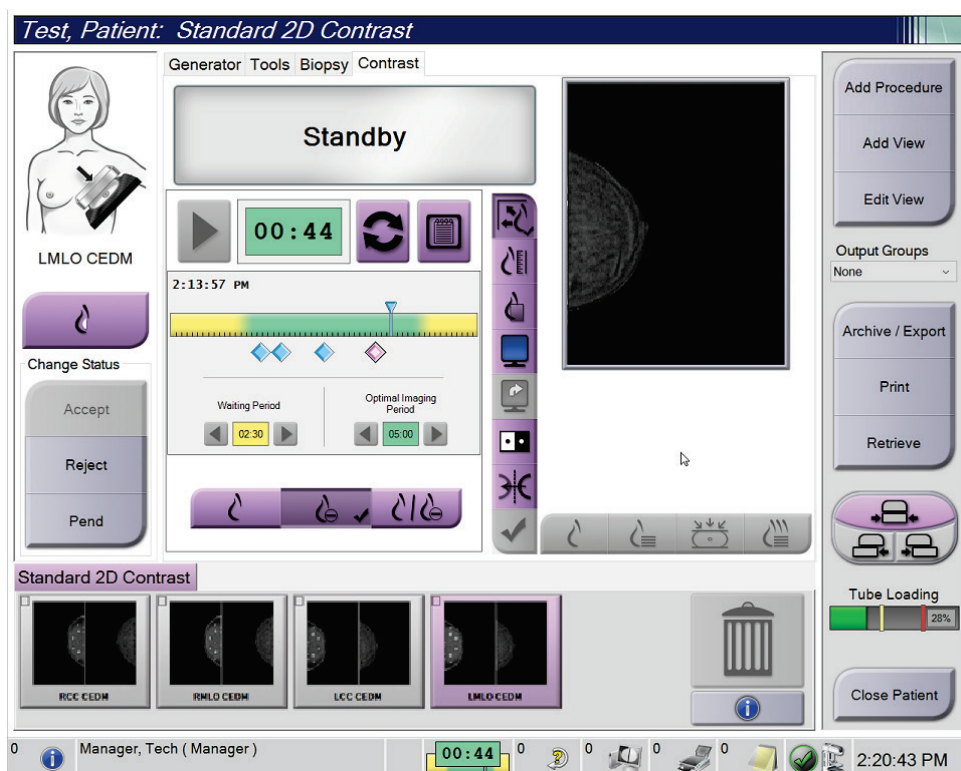 Test, Patient: Standard 2D Contrast
Generator Tools Biopsy Contrast
Standby
LMLO CEDM
00:44
2:13:57 PM
Waiting Period
Optimal Imaging
Period
02:30
05:00
Change Status
Accept
Reject
Pend
Add Procedure
Add View
Edit View
Output Groups
None
Archive / Export
Print
Retrieve
Tube Loading
28%
Close Patient
Standard 2D Contrast
RCC CEDM
RMLO CEDM
LCC CEDM
LMLO CEDM
0 Manager, Tech ( Manager ) 00:44 0 0 0 0 2:20:43 PM